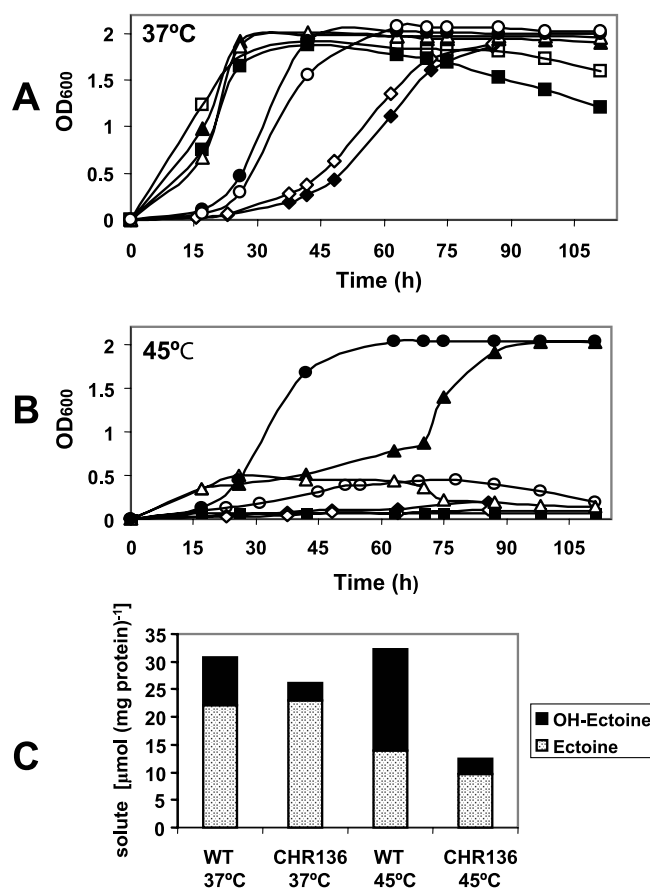 A
37ºC
OD600
2
1.5
1
0.5
0
0 15 30 45 60 75 90 105
Time (h)
B
45ºC
OD600
2
1.5
1
0.5
0
0 15 30 45 60 75 90 105
Time (h)
C
solute [µmol (mg protein)-1]
35
30
25
20
15
10
5
0
WT CHR136 WT CHR136
37ºC 37ºC 45ºC 45ºC
OH-Ectoine
Ectoine